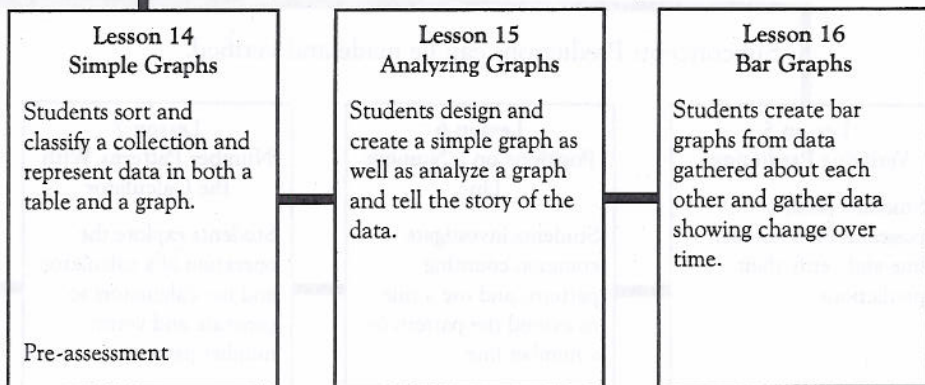 Lesson 14
Simple Graphs
Students sort and
classify a collection and
represent data in both a
table and a graph.
Pre-assessment
Lesson 15
Analyzing Graphs
Students design and
create a simple graph as
well as analyze a graph
and tell the story of the
data.
Lesson 16
Bar Graphs
Students create bar
graphs from data
gathered about each
other and gather data
showing change over
time.